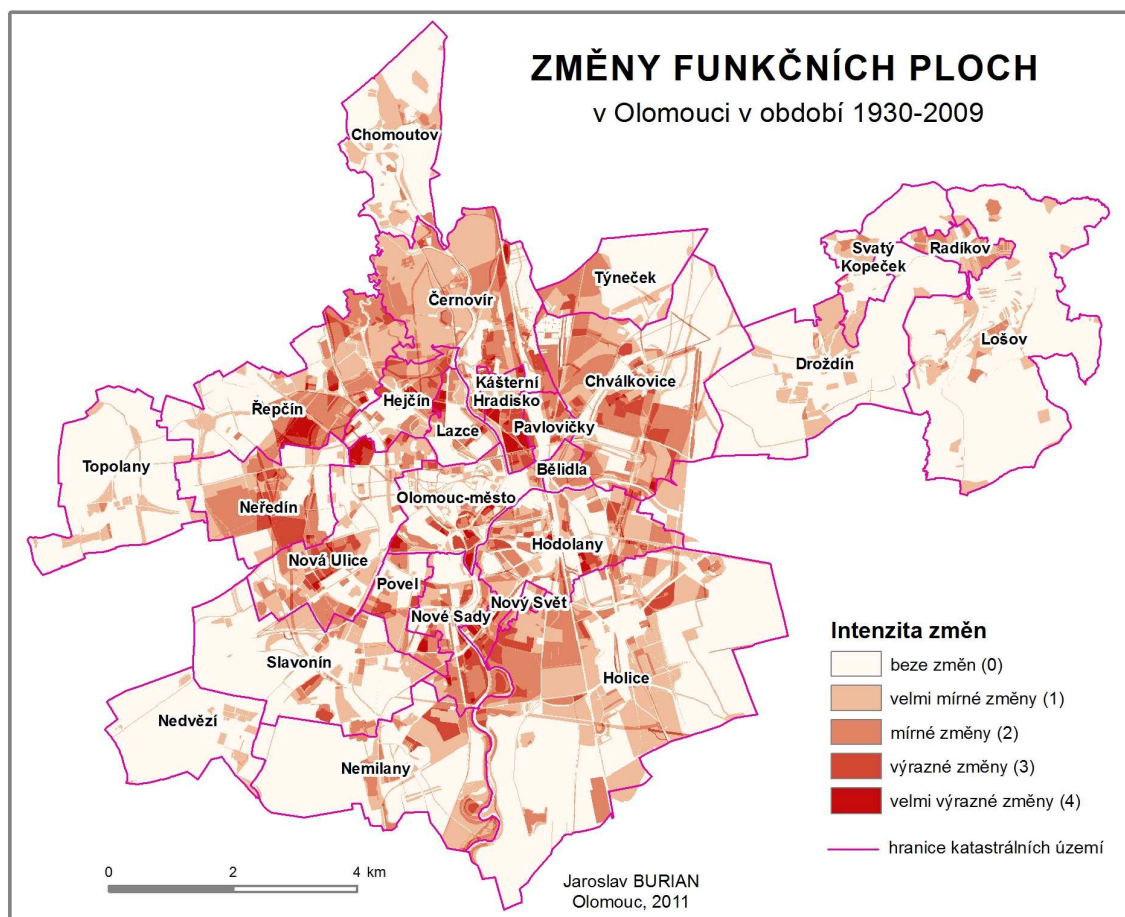 ZMĚNY FUNKČNÍCH PLOCH
v Olomouci v období 1930-2009
Chomoutov
Svatý
Kopeček
Radíkov
Týneček
Černovír
Lošov
Droždín
Kášterní
Hradisko
Chválkovice
Hejčín
Řepčín
Lazce
Pavlovičky
Topolany
Bělidla
Olomouc-město
Neředín
Hodolany
Nová Ulice
Povel
Nový Svět
Nové Sady
Slavonín
Holice
Nedvězí
Nemilany
Intenzita změn
beze změn (0)
velmi mírné změny (1)
mírné změny (2)
výrazné změny (3)
velmi výrazné změny (4)
hranice katastrálních území
0 2 4 km
Jaroslav BURIAN
Olomouc, 2011